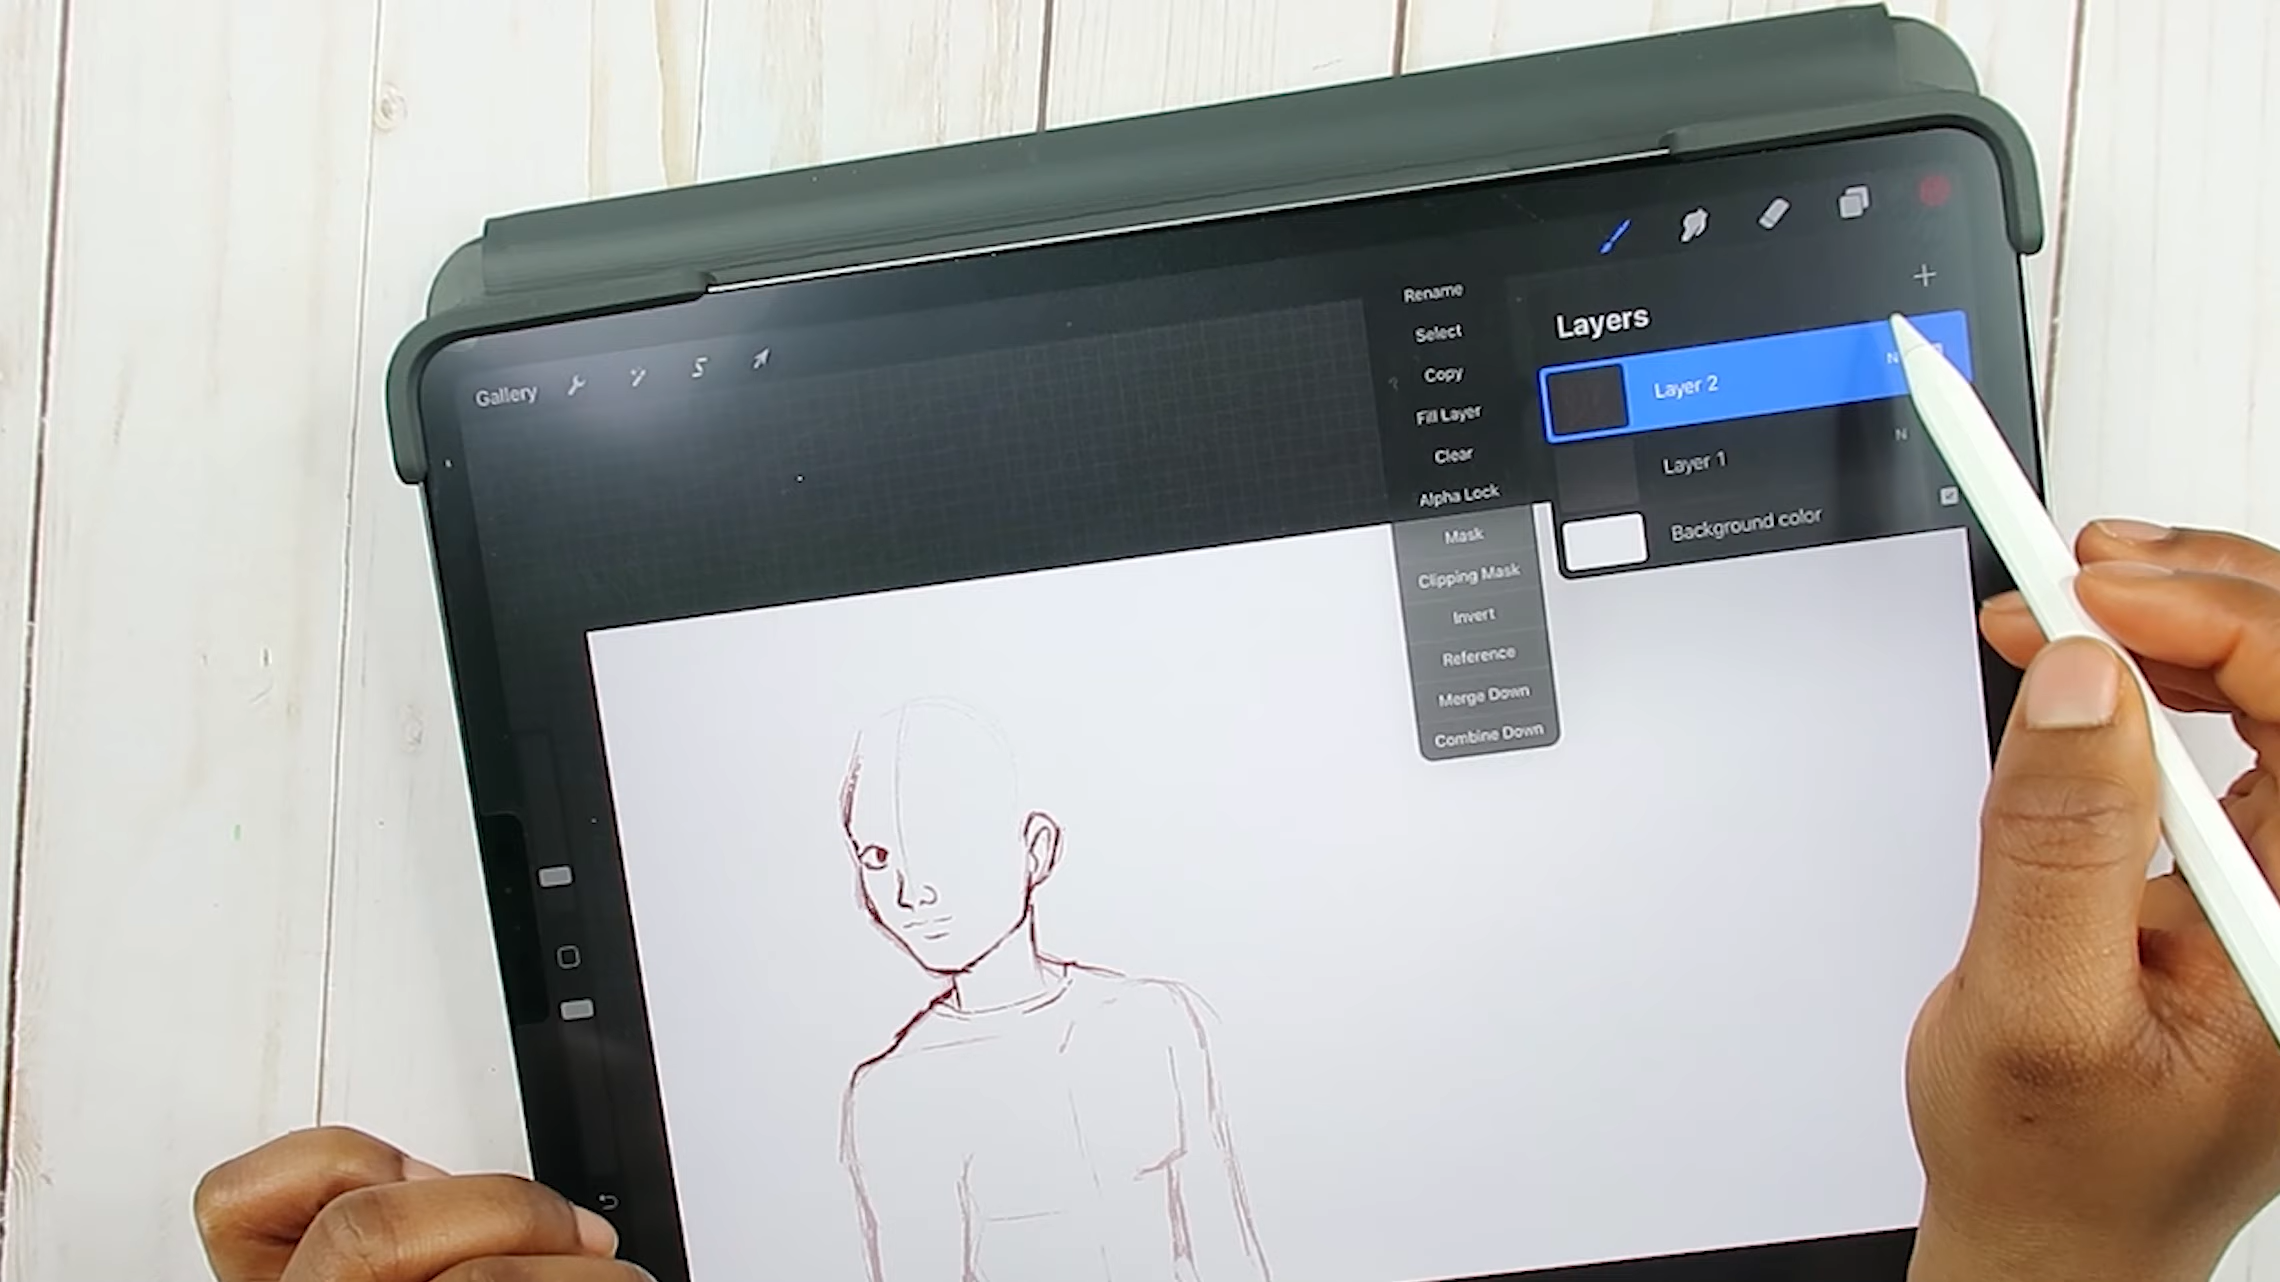 Gallery
Rename
Select
Copy
Fill Layer
Clear
Alpha Lock
Mask
Clipping Mask
Invert
Reference
Merge Down
Combine Down
Layers
Layer 2
N
Layer 1
N
Background color